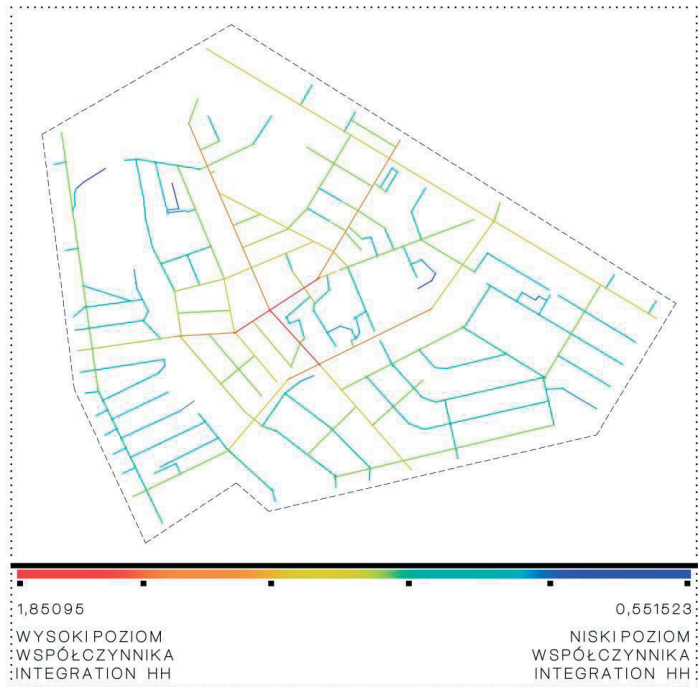 1,85095
0,551523
WYSOKI POZIOM
WSPÓŁCZYNNIKA
INTEGRATION HH
NISKI POZIOM
WSPÓŁCZYNNIKA
INTEGRATION HH